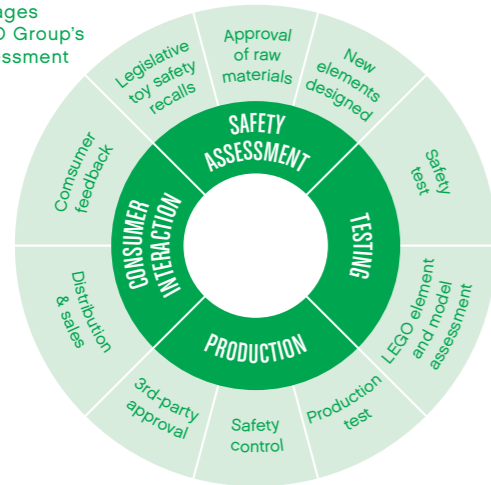 ages
O Group's
essment
Legislative
toy safety
recalls
Approval
of raw
materials
New
elements
designed
Safety
test
LEGO element
and model
assessment
Production
test
Safety
control
3rd-party
approval
Distribution
& sales
Comsumer
feedback
SAFETY
ASSESSMENT
TESTING
PRODUCTION
CONSUMER
INTERACTION